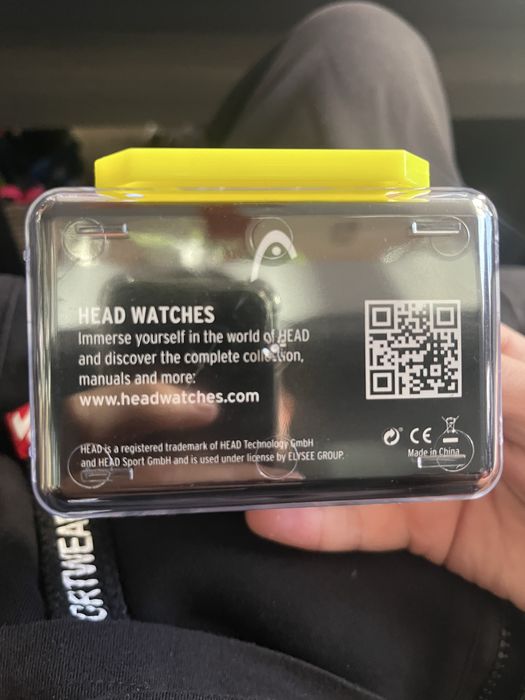 HEAD WATCHES
Immerse yourself in the world of HEAD
and discover the complete collection,
manuals and more:
www.headwatches.com
HEAD is a registered trademark of HEAD Technology GmbH
and HEAD Sport GmbH and is used under license by ELYSEE GROUP.
CE
Made in China
ORTWEA